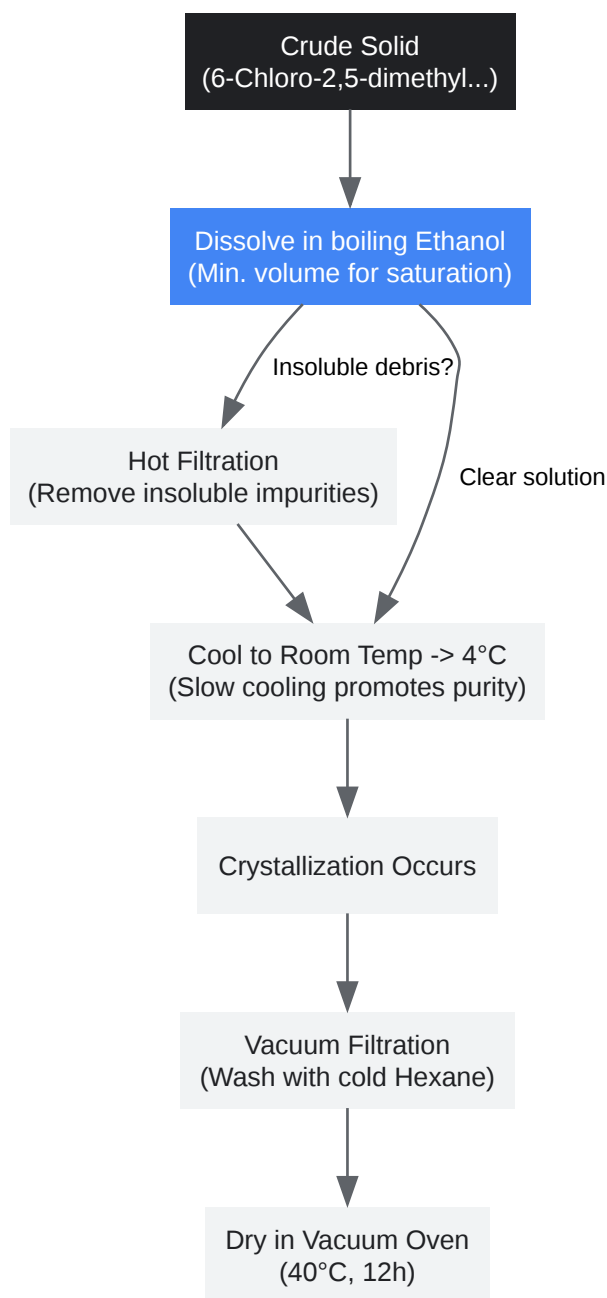 Crude Solid
(6-Chloro-2,5-dimethyl...)
Dissolve in boiling Ethanol
(Min. volume for saturation)
Insoluble debris?
Hot Filtration
(Remove insoluble impurities)
Clear solution
Cool to Room Temp -> 4°C
(Slow cooling promotes purity)
Crystallization Occurs
Vacuum Filtration
(Wash with cold Hexane)
Dry in Vacuum Oven
(40°C, 12h)